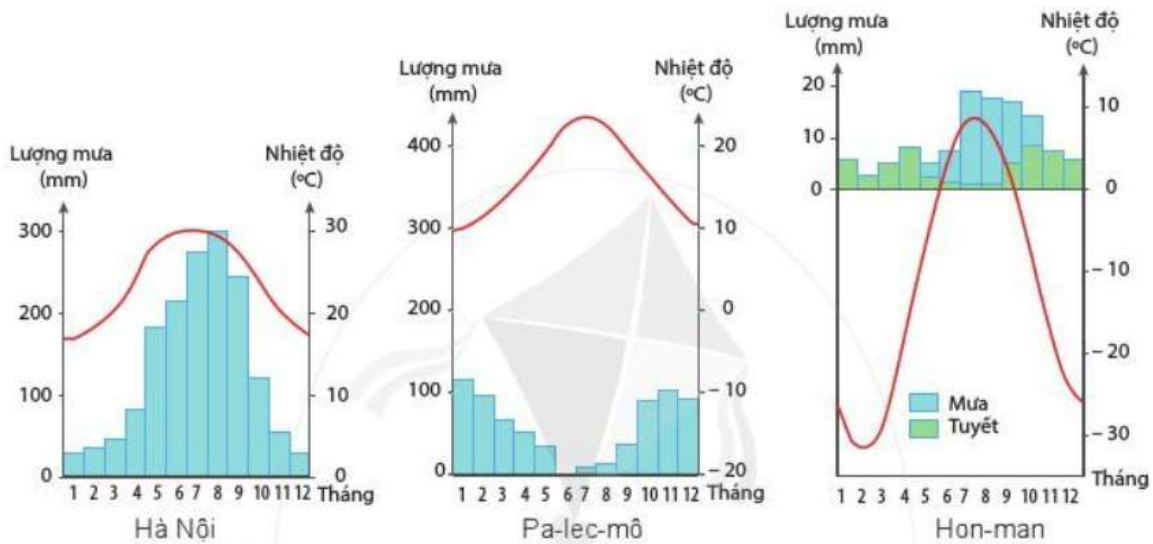 Lượng mưa
(mm)
Nhiệt độ
(ºC)
300
200
100
0
30
20
10
0
1 2 3 4 5 6 7 8 9 10 11 12 Tháng
Hà Nội
Lượng mưa
(mm)
Nhiệt độ
(ºC)
400
300
200
100
0
20
10
0
– 10
– 20
1 2 3 4 5 6 7 8 9 10 11 12 Tháng
Pa-lec-mô
Lượng mưa
(mm)
Nhiệt độ
(ºC)
20
10
0
10
0
– 10
– 20
– 30
Mưa
Tuyết
1 2 3 4 5 6 7 8 9 10 11 12 Tháng
Hon-man